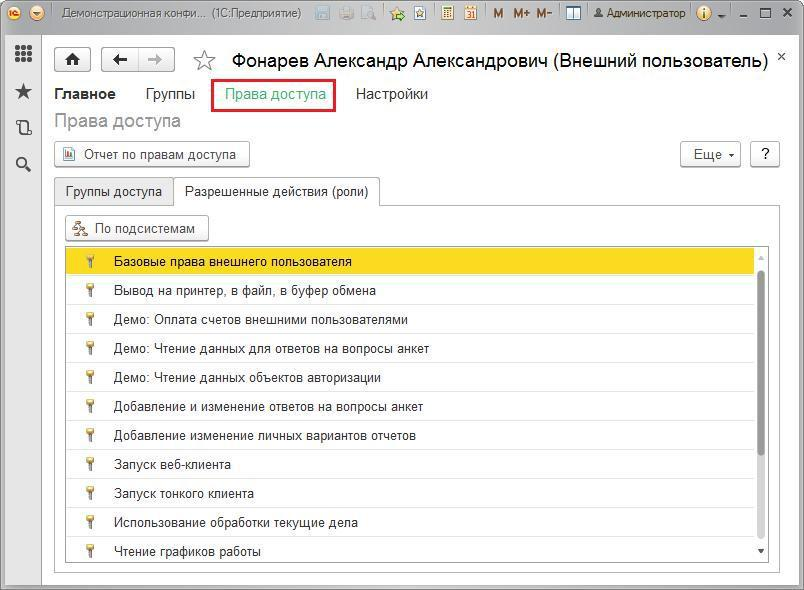 Демонстрационная конфи... (1С:Предприятие) M M+ M- Администратор
Фонарев Александр Александрович (Внешний пользователь)
Главное Группы Права доступа Настройки
Права доступа
Отчет по правам доступа Еще ?
Группы доступа Разрешенные действия (роли)
По подсистемам
Базовые права внешнего пользователя
Вывод на принтер, в файл, в буфер обмена
Демо: Оплата счетов внешними пользователями
Демо: Чтение данных для ответов на вопросы анкет
Демо: Чтение данных объектов авторизации
Добавление и изменение ответов на вопросы анкет
Добавление изменение личных вариантов отчетов
Запуск веб-клиента
Запуск тонкого клиента
Использование обработки текущие дела
Чтение графиков работы